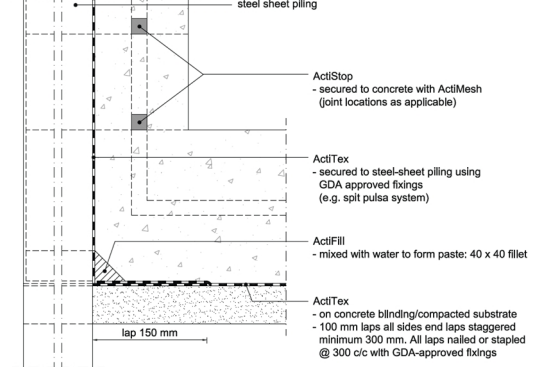 steel sheet piling
ActiStop
- secured to concrete with ActiMesh
(joint locations as applicable)
ActiTex
- secured to steel-sheet piling using
GDA approved fixings
(e.g. spit pulsa system)
ActiFill
- mixed with water to form paste: 40 x 40 fillet
ActiTex
- on concrete blinding/compacted substrate
- 100 mm laps all sides end laps staggered
minimum 300 mm. All laps nailed or stapled
@ 300 c/c with GDA-approved fixings
lap 150 mm